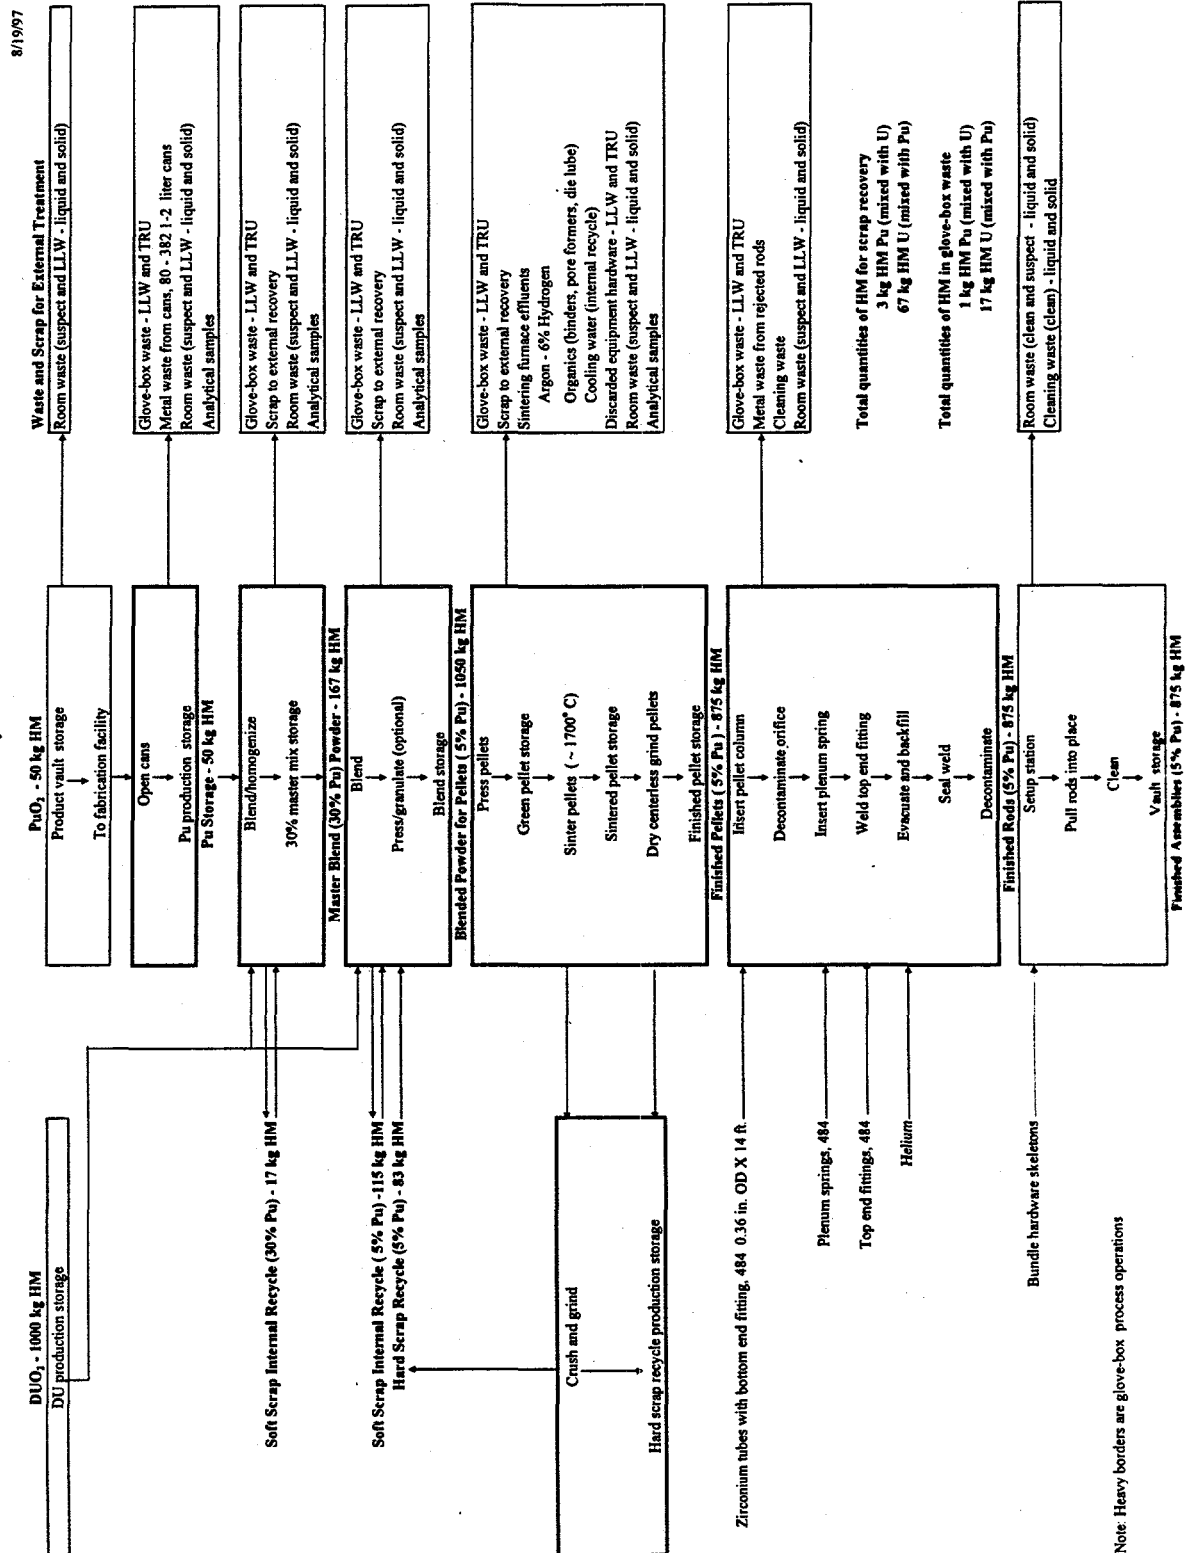 8/19/97
DUO₂ - 1000 kg HM
DU production storage
Soft Scrap Internal Recycle (30% Pu) - 17 kg HM
Soft Scrap Internal Recycle ( 5% Pu) -115 kg HM
Hard Scrap Recycle (5% Pu) - 83 kg HM
Crush and grind
Hard scrap recycle production storage
Zirconium tubes with bottom end fitting, 484 0.36 in. OD X 14 ft.
Plenum springs, 484
Top end fittings, 484
Helium
Bundle hardware skeletons
Note: Heavy borders are glove-box process operations
PuO₂ - 50 kg HM
Product vault storage
To fabrication facility
Open cans
Pu production storage
Pu Storage - 50 kg HM
Blend/homogenize
30% master mix storage
Master Blend (30% Pu) Powder - 167 kg HM
Blend
Press/granulate (optional)
Blend storage
Blended Powder for Pellets ( 5% Pu) - 1050 kg HM
Press pellets
Green pellet storage
Sinter pellets ( ~ 1700° C)
Sintered pellet storage
Dry centerless grind pellets
Finished pellet storage
Finished Pellets ( 5% Pu ) - 875 kg HM
Insert pellet column
Decontaminate orifice
Insert plenum spring
Weld top end fitting
Evacuate and backfill
Seal weld
Decontaminate
Finished Rods (5% Pu) - 875 kg HM
Setup station
Pull rods into place
Clean
Vault storage
Finished Assemblies (5% Pu) - 875 kg HM
Waste and Scrap for External Treatment
Room waste (suspect and LLW - liquid and solid)
Glove-box waste - LLW and TRU
Metal waste from cans, 80 - 382 1-2 liter cans
Room waste (suspect and LLW - liquid and solid)
Analytical samples
Glove-box waste - LLW and TRU
Scrap to external recovery
Room waste (suspect and LLW - liquid and solid)
Analytical samples
Glove-box waste - LLW and TRU
Scrap to external recovery
Room waste (suspect and LLW - liquid and solid)
Analytical samples
Glove-box waste - LLW and TRU
Scrap to external recovery
Sintering furnace effluents
Argon - 6% Hydrogen
Organics (binders, pore formers, die lube)
Cooling water (internal recycle)
Discarded equipment hardware - LLW and TRU
Room waste (suspect and LLW - liquid and solid)
Analytical samples
Glove-box waste - LLW and TRU
Metal waste from rejected rods
Cleaning waste
Room waste (suspect and LLW - liquid and solid)
Total quantities of HM for scrap recovery
3 kg HM Pu (mixed with U)
67 kg HM U (mixed with Pu)
Total quantities of HM in glove-box waste
1 kg HM Pu (mixed with U)
17 kg HM U (mixed with Pu)
Room waste (clean and suspect - liquid and solid)
Cleaning waste (clean) - liquid and solid